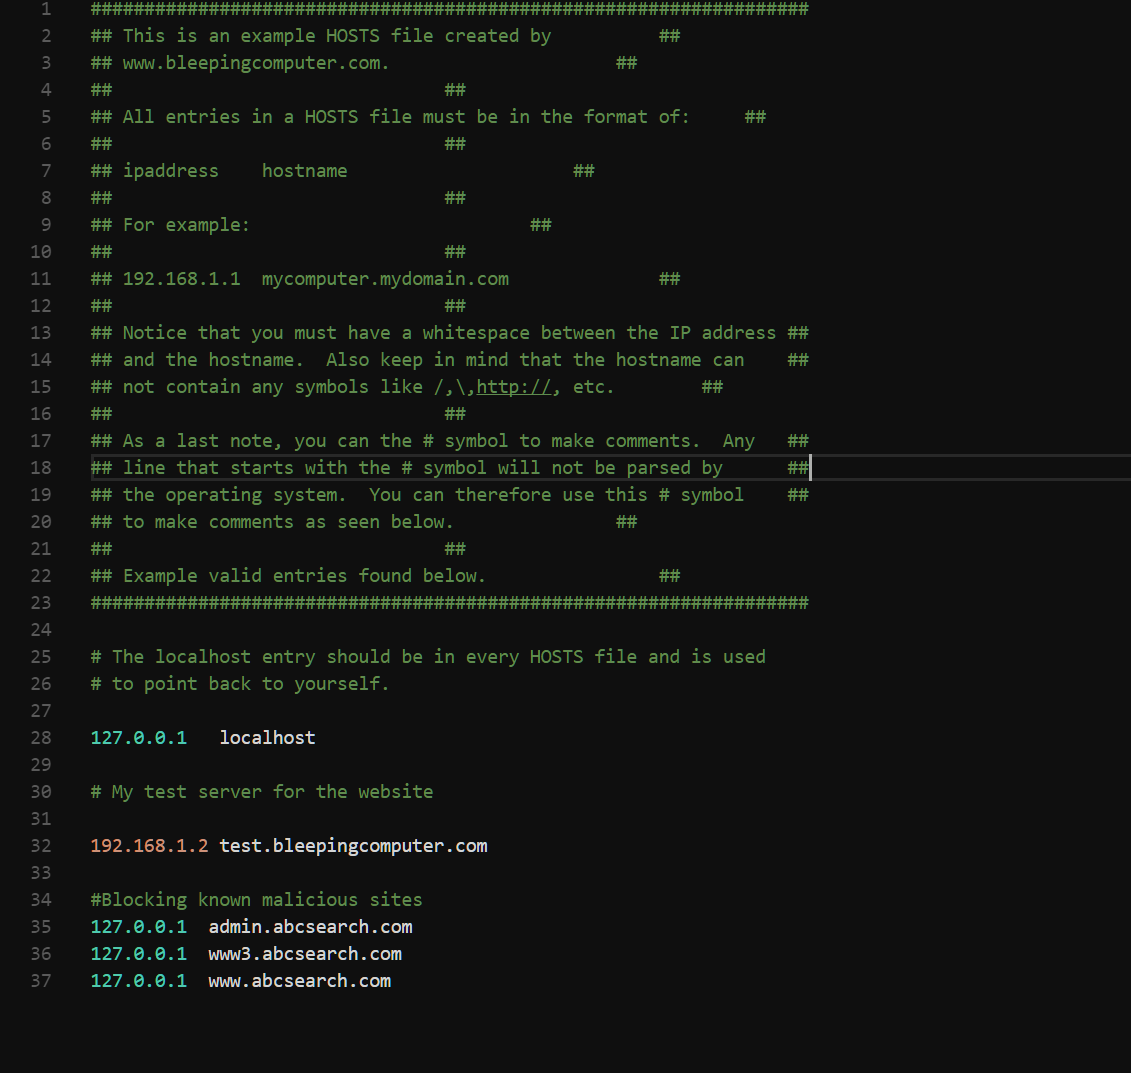 1 ###################################################################
2 ## This is an example HOSTS file created by          ##
3 ## www.bleepingcomputer.com.                     ##
4 ##                               ##
5 ## All entries in a HOSTS file must be in the format of:     ##
6 ##                               ##
7 ## ipaddress    hostname                     ##
8 ##                               ##
9 ## For example:                          ##
10 ##                               ##
11 ## 192.168.1.1  mycomputer.mydomain.com              ##
12 ##                               ##
13 ## Notice that you must have a whitespace between the IP address ##
14 ## and the hostname.  Also keep in mind that the hostname can    ##
15 ## not contain any symbols like /,\,http://, etc.        ##
16 ##                               ##
17 ## As a last note, you can the # symbol to make comments.  Any   ##
18 ## line that starts with the # symbol will not be parsed by      ##
19 ## the operating system.  You can therefore use this # symbol    ##
20 ## to make comments as seen below.               ##
21 ##                               ##
22 ## Example valid entries found below.                ##
23 ###################################################################
24
25 # The localhost entry should be in every HOSTS file and is used
26 # to point back to yourself.
27
28 127.0.0.1   localhost
29
30 # My test server for the website
31
32 192.168.1.2 test.bleepingcomputer.com
33
34 #Blocking known malicious sites
35 127.0.0.1  admin.abcsearch.com
36 127.0.0.1  www3.abcsearch.com
37 127.0.0.1  www.abcsearch.com